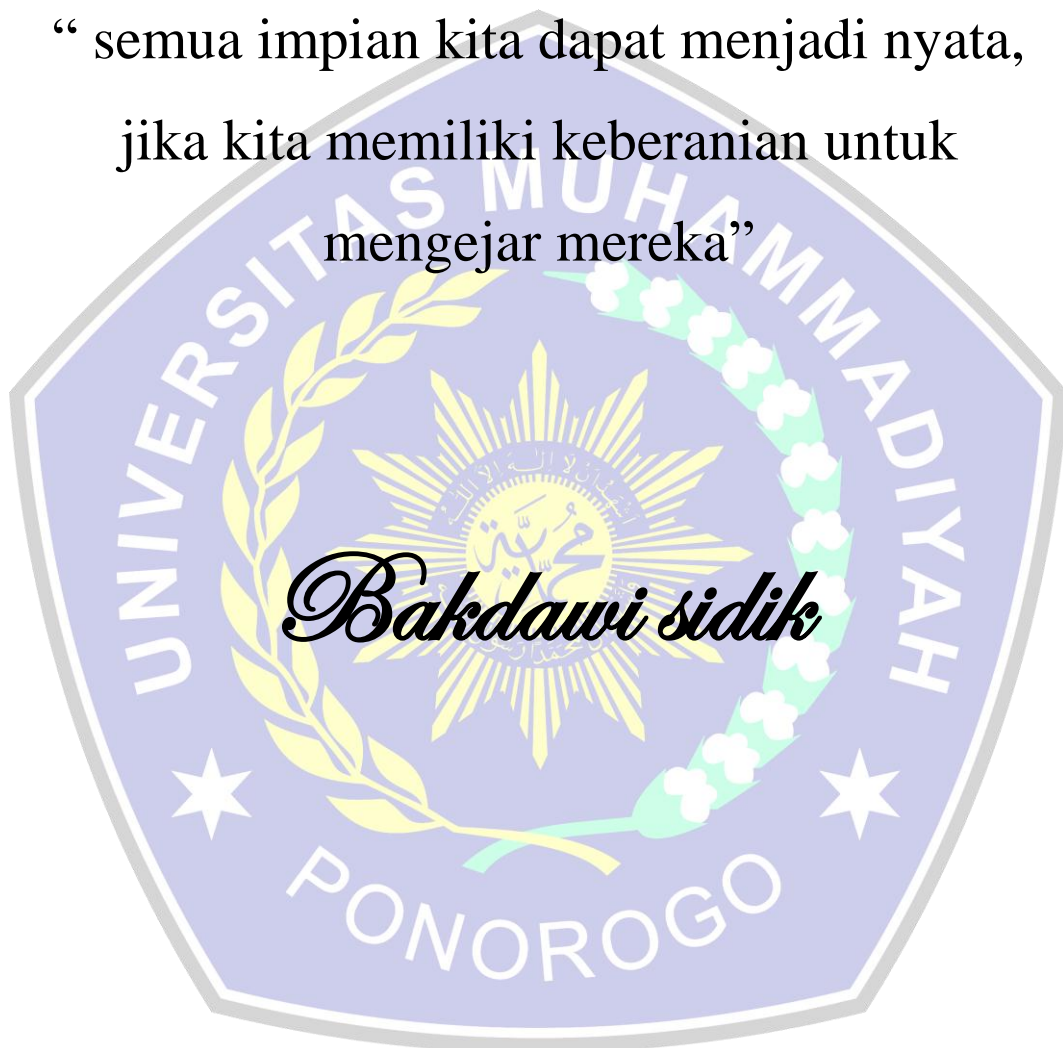 “ semua impian kita dapat menjadi nyata,
jika kita memiliki keberanian untuk
mengejar mereka”
UNIVERSITAS MUHAMMADIYAH
Bakdawi sidik
PONOROGO